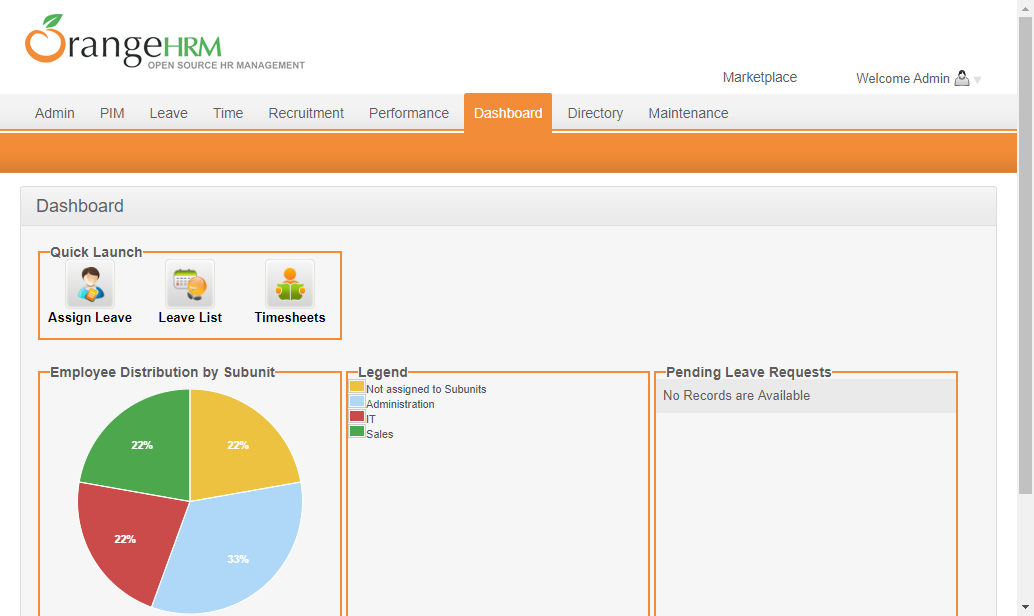 OrangeHRM
OPEN SOURCE HR MANAGEMENT
Marketplace
Welcome Admin
Admin
PIM
Leave
Time
Recruitment
Performance
Dashboard
Directory
Maintenance
Dashboard
Quick Launch
Assign Leave
Leave List
Timesheets
Employee Distribution by Subunit
22%
22%
22%
33%
Legend
Not assigned to Subunits
Administration
IT
Sales
Pending Leave Requests
No Records are Available